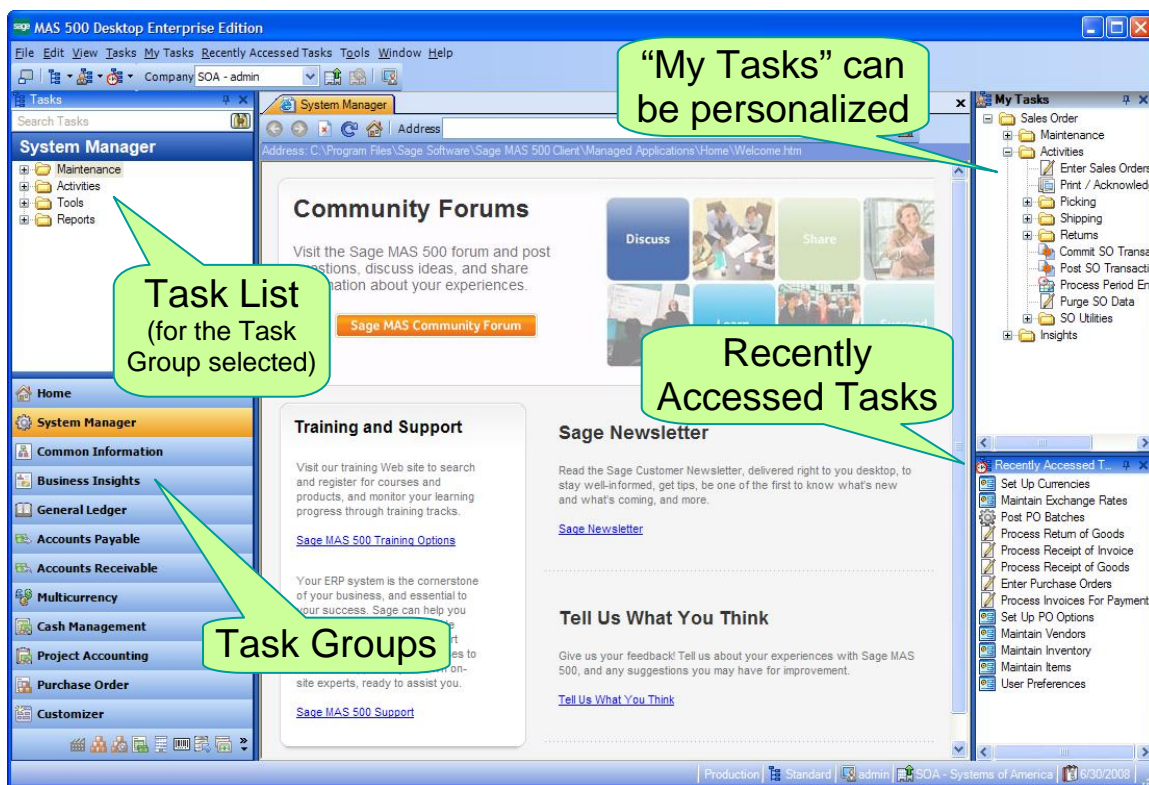 sage MAS 500 Desktop Enterprise Edition
File Edit View Tasks My Tasks Recently Accessed Tasks Tools Window Help
Company SOA - admin
Tasks
Search Tasks
System Manager
Maintenance
Activities
Tools
Reports
Task List
(for the Task
Group selected)
Home
System Manager
Common Information
Business Insights
General Ledger
Accounts Payable
Accounts Receivable
Multicurrency
Cash Management
Project Accounting
Purchase Order
Customizer
Task Groups
System Manager
Address
Address: C:\Program Files\Sage Software\Sage MAS 500 Client\Managed Applications\Home\Welcome.htm
Community Forums
Visit the Sage MAS 500 forum and post
discuss ideas, and share
about your experiences.
Sage MAS Community Forum
Discuss
Share
Learn
Training and Support
Visit our training Web site to search
and register for courses and
products, and monitor your learning
progress through training tracks.
Sage MAS 500 Training Options
Your ERP system is the cornerstone
of your business, and essential to
your success. Sage can help you
es to
on-
site experts, ready to assist you.
Sage MAS 500 Support
Sage Newsletter
Read the Sage Customer Newsletter, delivered right to you desktop, to
stay well-informed, get tips, be one of the first to know what's new
and what's coming, and more.
Sage Newsletter
Tell Us What You Think
Give us your feedback! Tell us about your experiences with Sage MAS
500, and any suggestions you may have for improvement.
Tell Us What You Think
“My Tasks” can
be personalized
My Tasks
Sales Order
Maintenance
Activities
Enter Sales Orders
Print / Acknowled
Picking
Shipping
Returns
Commit SO Transa
Post SO Transacti
Process Period En
Purge SO Data
SO Utilities
Insights
Recently
Accessed Tasks
Recently Accessed T...
Set Up Currencies
Maintain Exchange Rates
Post PO Batches
Process Return of Goods
Process Receipt of Invoice
Process Receipt of Goods
Enter Purchase Orders
Process Invoices For Payment
Set Up PO Options
Maintain Vendors
Maintain Inventory
Maintain Items
User Preferences
Production Standard admin SOA - Systems of America 6/30/2008